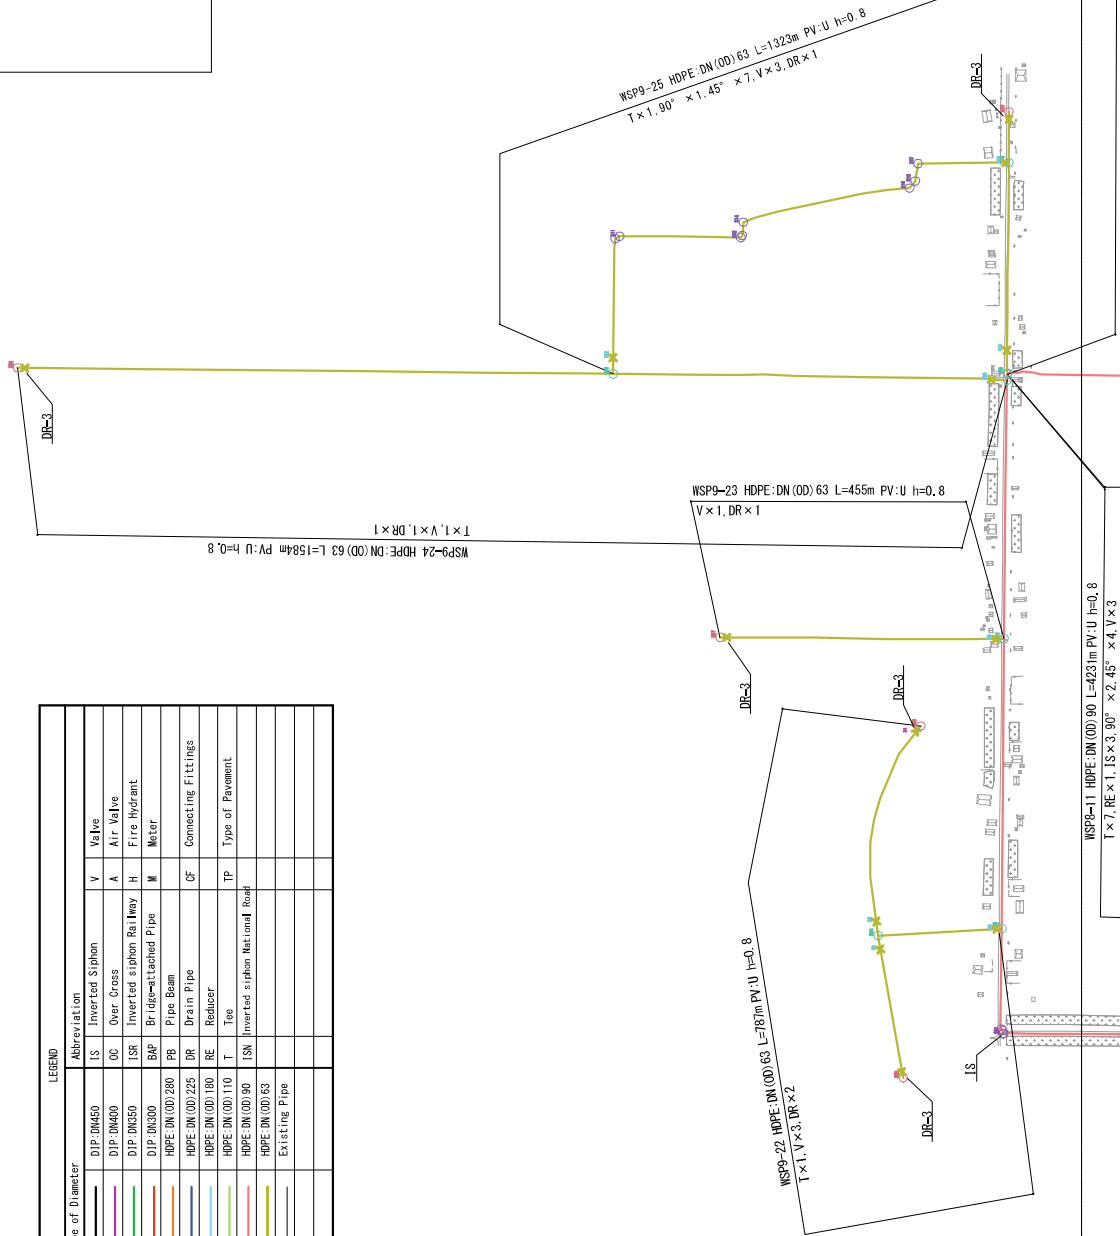 WSP9-25 HDPE:DN(OD)63 L=1323m PV:U h=0.8
T×1,90° ×1,45° ×7,V×3,DR×1
DR-3
DR-3
WSP9-24 HDPE:DN(OD)63 L=1584m PV:U h=0.8
T×1,V×1,DR×1
WSP9-23 HDPE:DN(OD)63 L=455m PV:U h=0.8
V×1,DR×1
DR-3
DR-3
WSP8-11 HDPE:DN(OD)90 L=4231m PV:U h=0.8
T×7,RE×1,IS×3,90° ×2,45° ×4,V×3
WSP9-22 HDPE:DN(OD)63 L=787m PV:U h=0.8
T×1,V×3,DR×2
IS
DR-3
LEGEND
e of Diameter Abbreviation
DIP:DN450 IS Inverted Siphon V Valve
DIP:DN400 OC Over Cross A Air Valve
DIP:DN350 ISR Inverted siphon Railway H Fire Hydrant
DIP:DN300 BAP Bridge-attached Pipe M Meter
HDPE:DN(OD)280 PB Pipe Beam
HDPE:DN(OD)225 DR Drain Pipe CF Connecting Fittings
HDPE:DN(OD)180 RE Reducer
HDPE:DN(OD)110 T Tee TP Type of Pavement
HDPE:DN(OD)90 ISN Inverted siphon National Road
HDPE:DN(OD)63
Existing Pipe